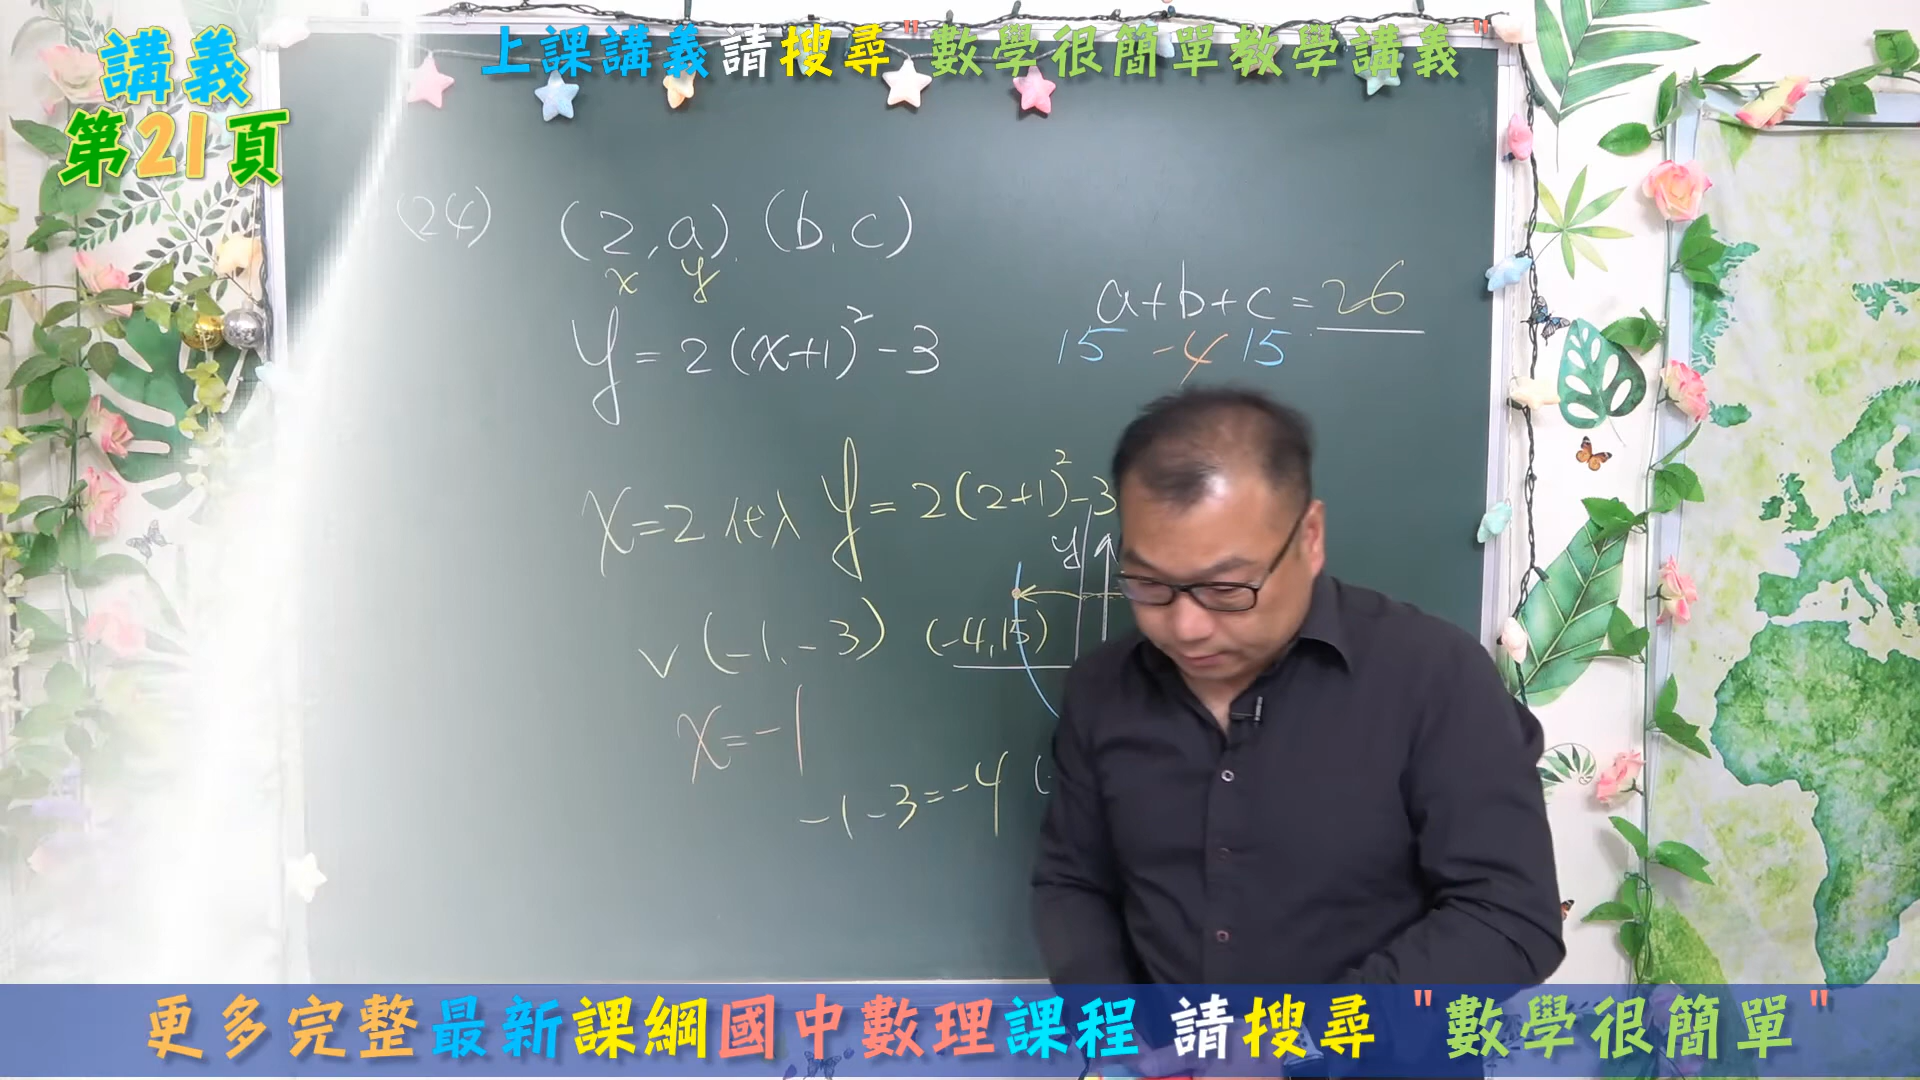 上課講義請搜尋"數學很簡單教學講義"
講義
第21頁
(24) (2,a), (b,c)
x y
a+b+c=26
15 -4 15
y=2(x+1)²-3
x=2代入 y=2(2+1)²-3
y
v(-1,-3) (-4,15)
x=-1
-1-3=-4
更多完整最新課綱國中數理課程 請搜尋 "數學很簡單"